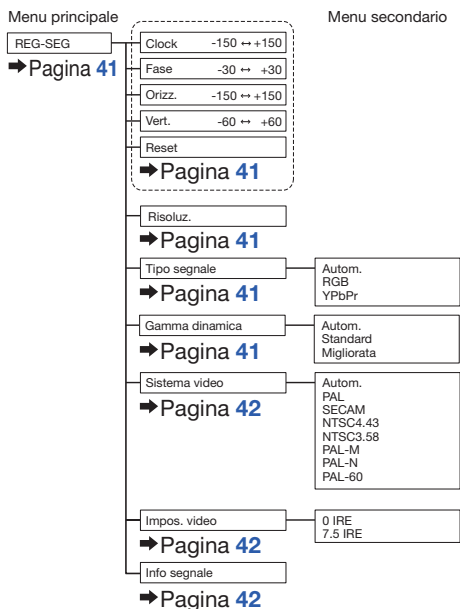 Menu principale
Menu secondario
REG-SEG
➡Pagina 41
Clock -150 ↔ +150
Fase -30 ↔ +30
Orizz. -150 ↔ +150
Vert. -60 ↔ +60
Reset
➡Pagina 41
Risoluz.
➡Pagina 41
Tipo segnale
➡Pagina 41
Autom.
RGB
YPbPr
Gamma dinamica
➡Pagina 41
Autom.
Standard
Migliorata
Sistema video
➡Pagina 42
Autom.
PAL
SECAM
NTSC4.43
NTSC3.58
PAL-M
PAL-N
PAL-60
Impos. video
➡Pagina 42
0 IRE
7.5 IRE
Info segnale
➡Pagina 42